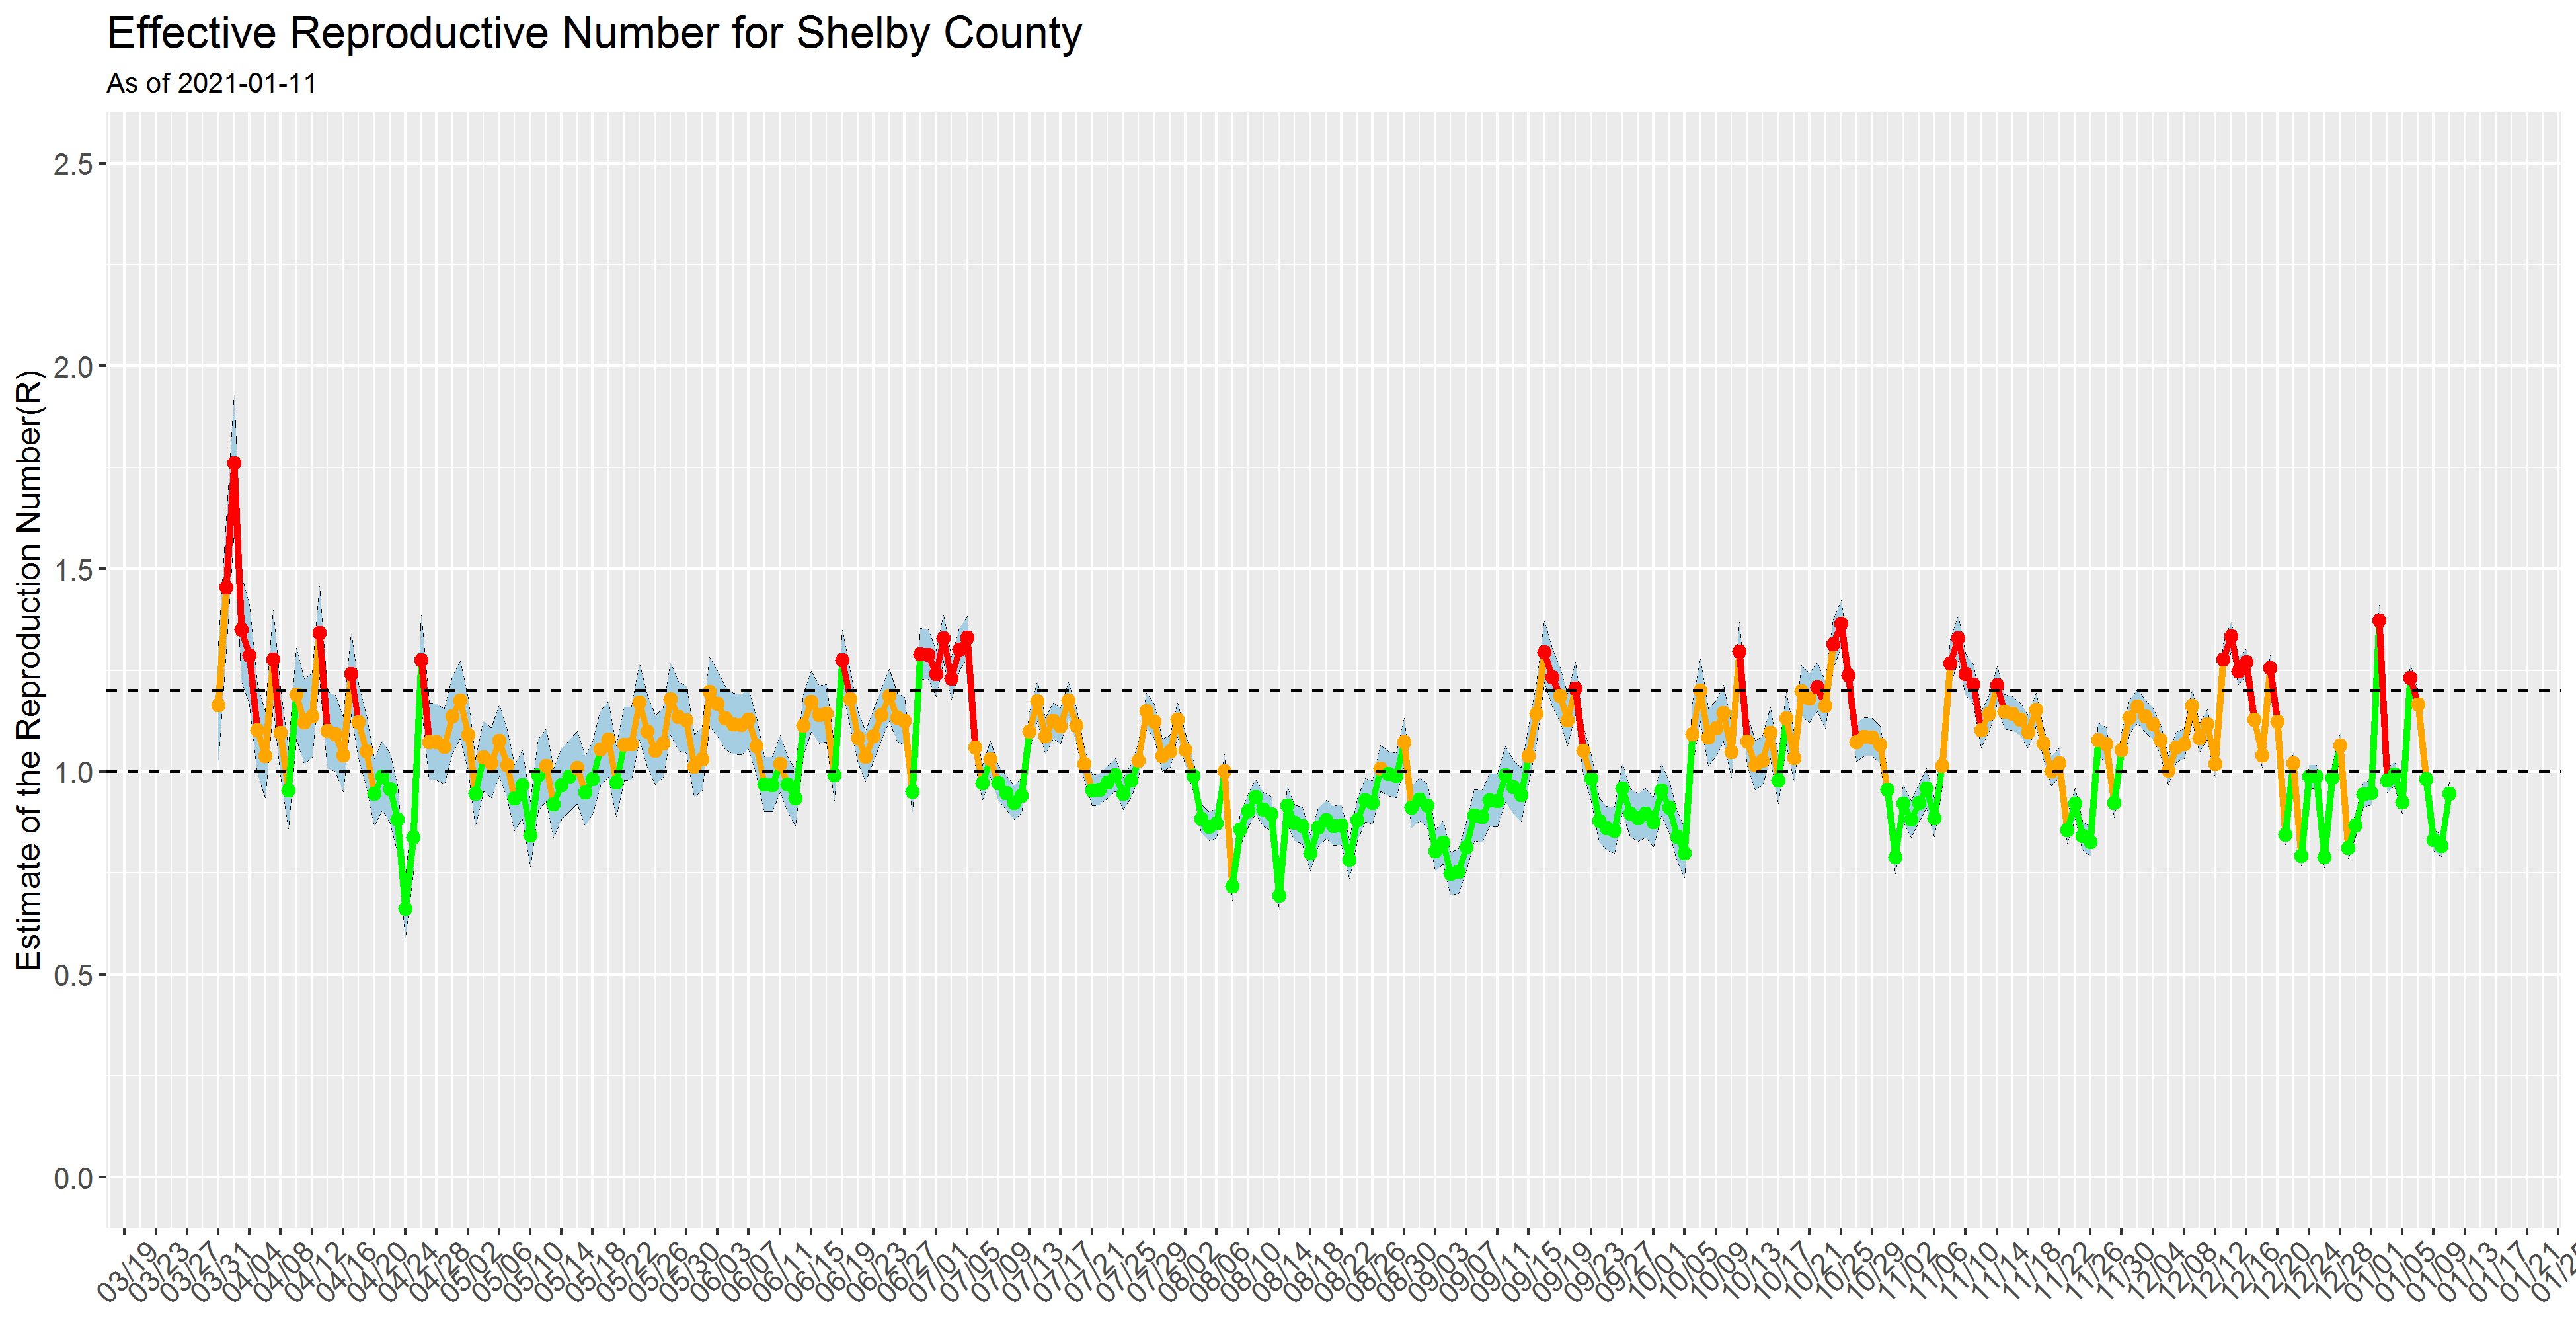 Effective Reproductive Number for Shelby County
As of 2021-01-11
Estimate of the Reproduction Number(R)
2.5
2.0
1.5
1.0
0.5
0.0
03/19 03/23 03/27 03/31 04/04 04/08 04/12 04/16 04/20 04/24 04/28 05/02 05/06 05/10 05/14 05/18 05/22 05/26 05/30 06/03 06/07 06/11 06/15 06/19 06/23 06/27 07/01 07/05 07/09 07/13 07/17 07/21 07/25 07/29 08/02 08/06 08/10 08/14 08/18 08/22 08/26 08/30 09/03 09/07 09/11 09/15 09/19 09/23 09/27 10/01 10/05 10/09 10/13 10/17 10/21 10/25 10/29 11/02 11/06 11/10 11/14 11/18 11/22 11/26 11/30 12/04 12/08 12/12 12/16 12/20 12/24 12/28 01/01 01/05 01/09 01/13 01/17 01/21